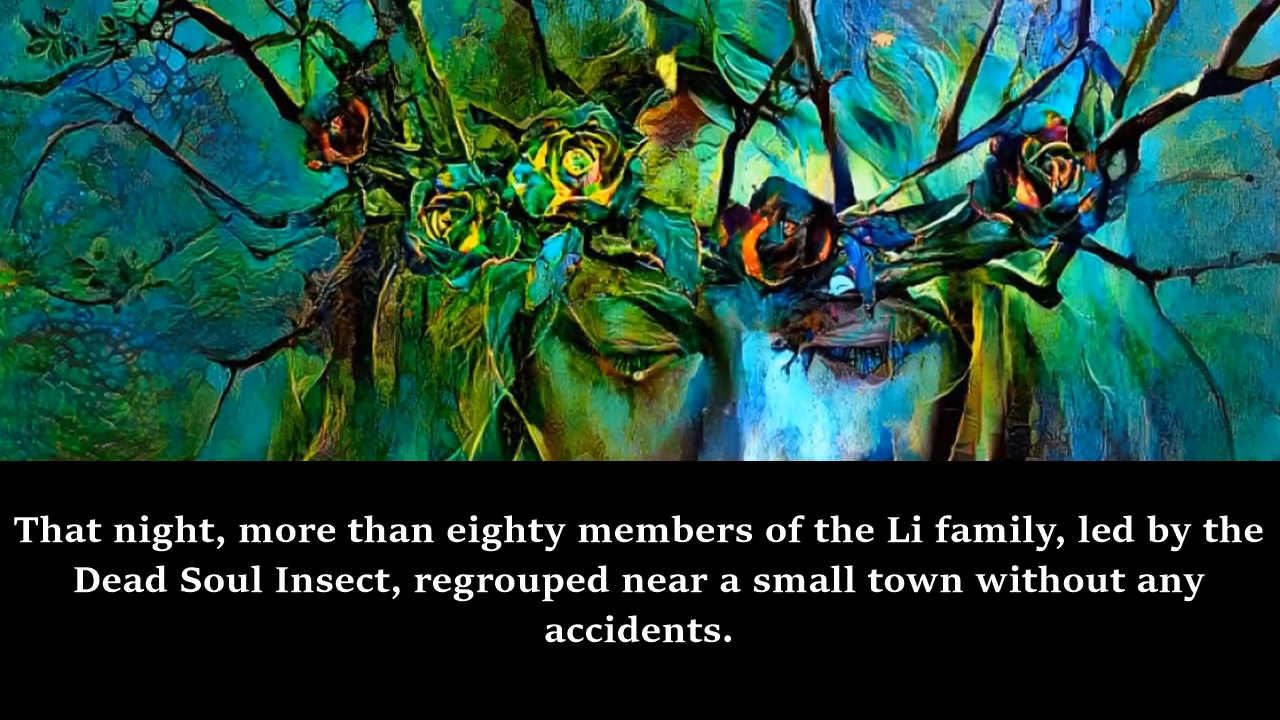 That night, more than eighty members of the Li family, led by the
Dead Soul Insect, regrouped near a small town without any
accidents.